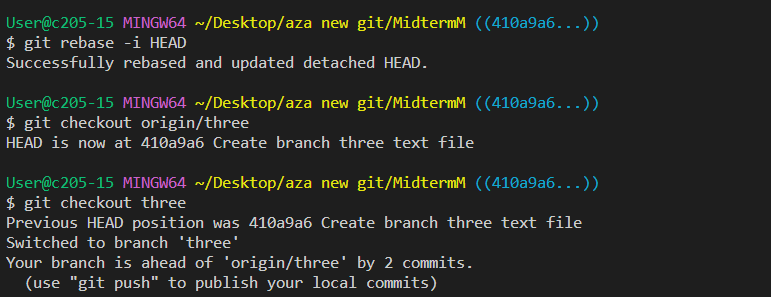 User@c205-15 MINGW64 ~/Desktop/aza new git/MidtermM ((410a9a6...))
$ git rebase -i HEAD
Successfully rebased and updated detached HEAD.
User@c205-15 MINGW64 ~/Desktop/aza new git/MidtermM ((410a9a6...))
$ git checkout origin/three
HEAD is now at 410a9a6 Create branch three text file
User@c205-15 MINGW64 ~/Desktop/aza new git/MidtermM ((410a9a6...))
$ git checkout three
Previous HEAD position was 410a9a6 Create branch three text file
Switched to branch 'three'
Your branch is ahead of 'origin/three' by 2 commits.
  (use "git push" to publish your local commits)